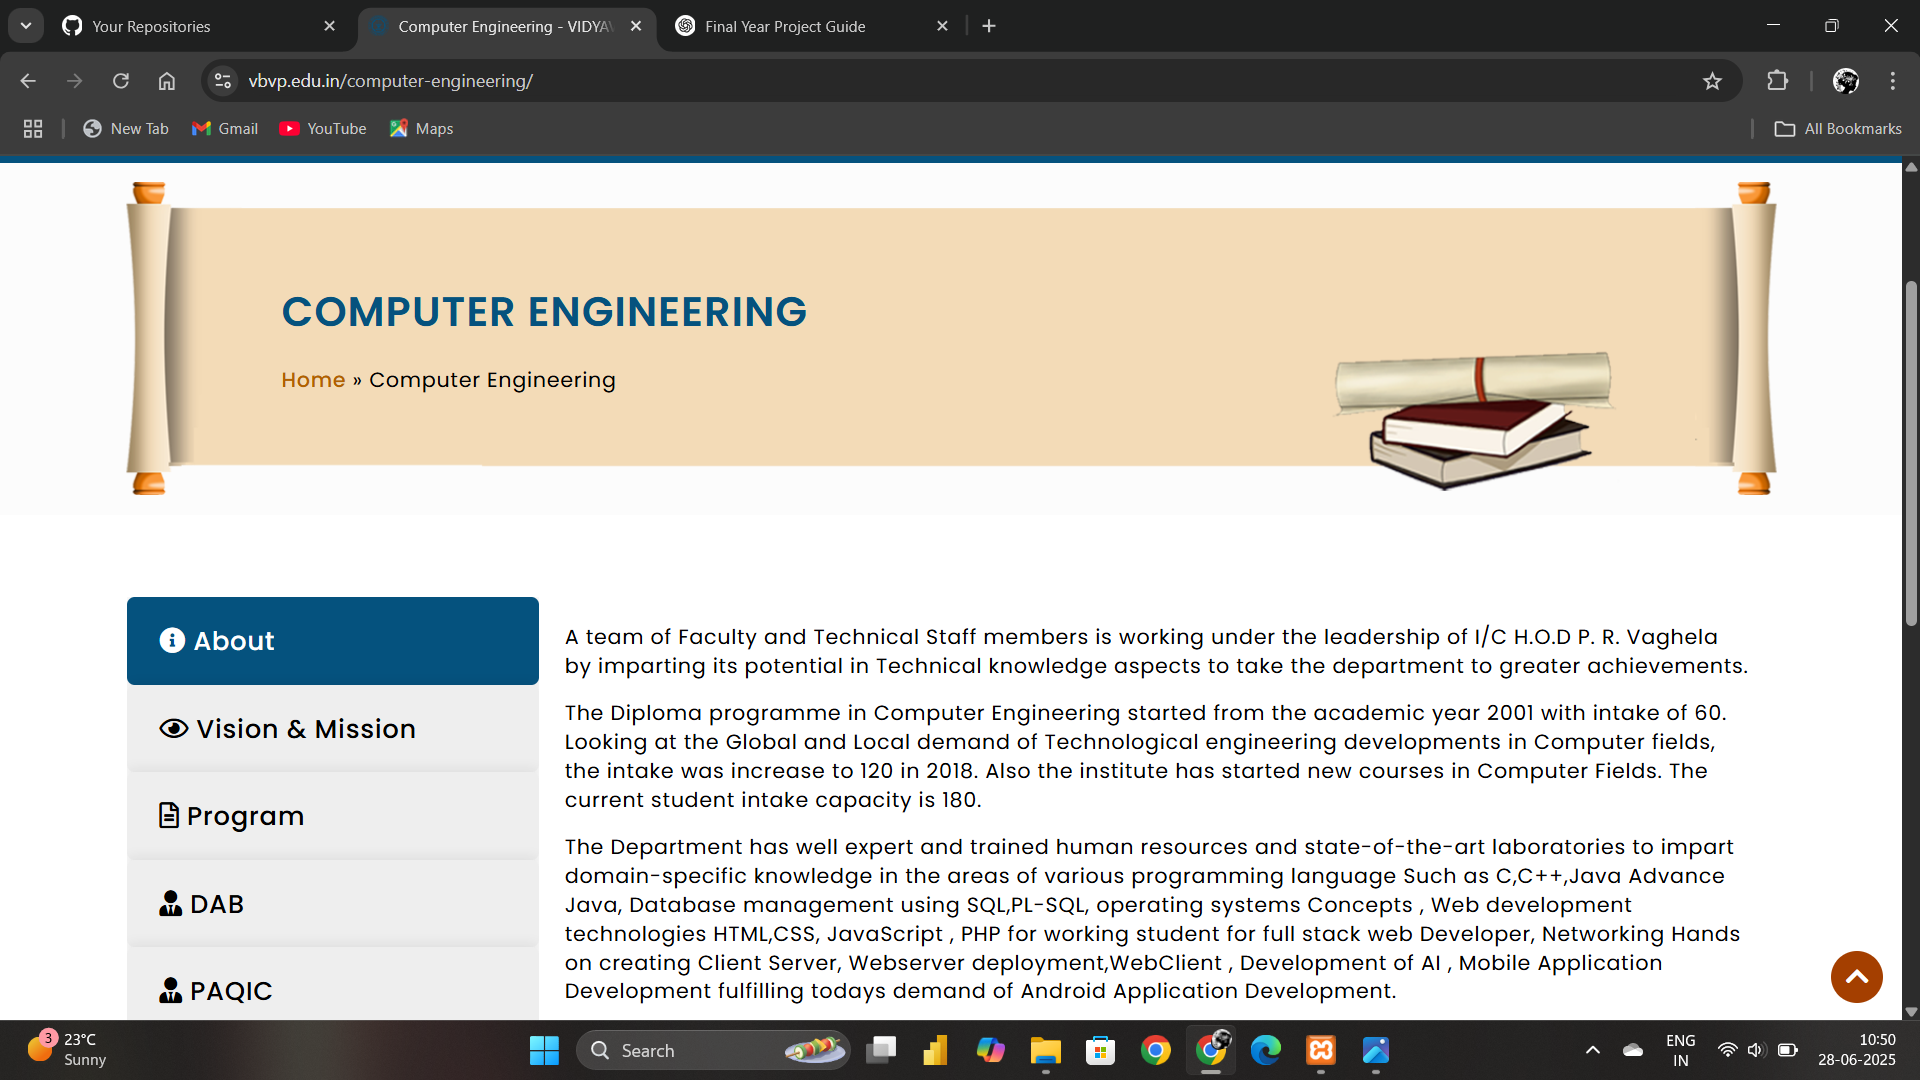 Your Repositories
Computer Engineering - VIDYAV
Final Year Project Guide
vbvp.edu.in/computer-engineering/
New Tab
Gmail
YouTube
Maps
All Bookmarks
COMPUTER ENGINEERING
Home » Computer Engineering
About
Vision & Mission
Program
DAB
PAQIC
A team of Faculty and Technical Staff members is working under the leadership of I/C H.O.D P. R. Vaghela
by imparting its potential in Technical knowledge aspects to take the department to greater achievements.
The Diploma programme in Computer Engineering started from the academic year 2001 with intake of 60.
Looking at the Global and Local demand of Technological engineering developments in Computer fields,
the intake was increase to 120 in 2018. Also the institute has started new courses in Computer Fields. The
current student intake capacity is 180.
The Department has well expert and trained human resources and state-of-the-art laboratories to impart
domain-specific knowledge in the areas of various programming language Such as C,C++,Java Advance
Java, Database management using SQL,PL-SQL, operating systems Concepts , Web development
technologies HTML,CSS, JavaScript , PHP for working student for full stack web Developer, Networking Hands
on creating Client Server, Webserver deployment,WebClient , Development of AI , Mobile Application
Development fulfilling todays demand of Android Application Development.
3
23°C
Sunny
Search
ENG
IN
10:50
28-06-2025